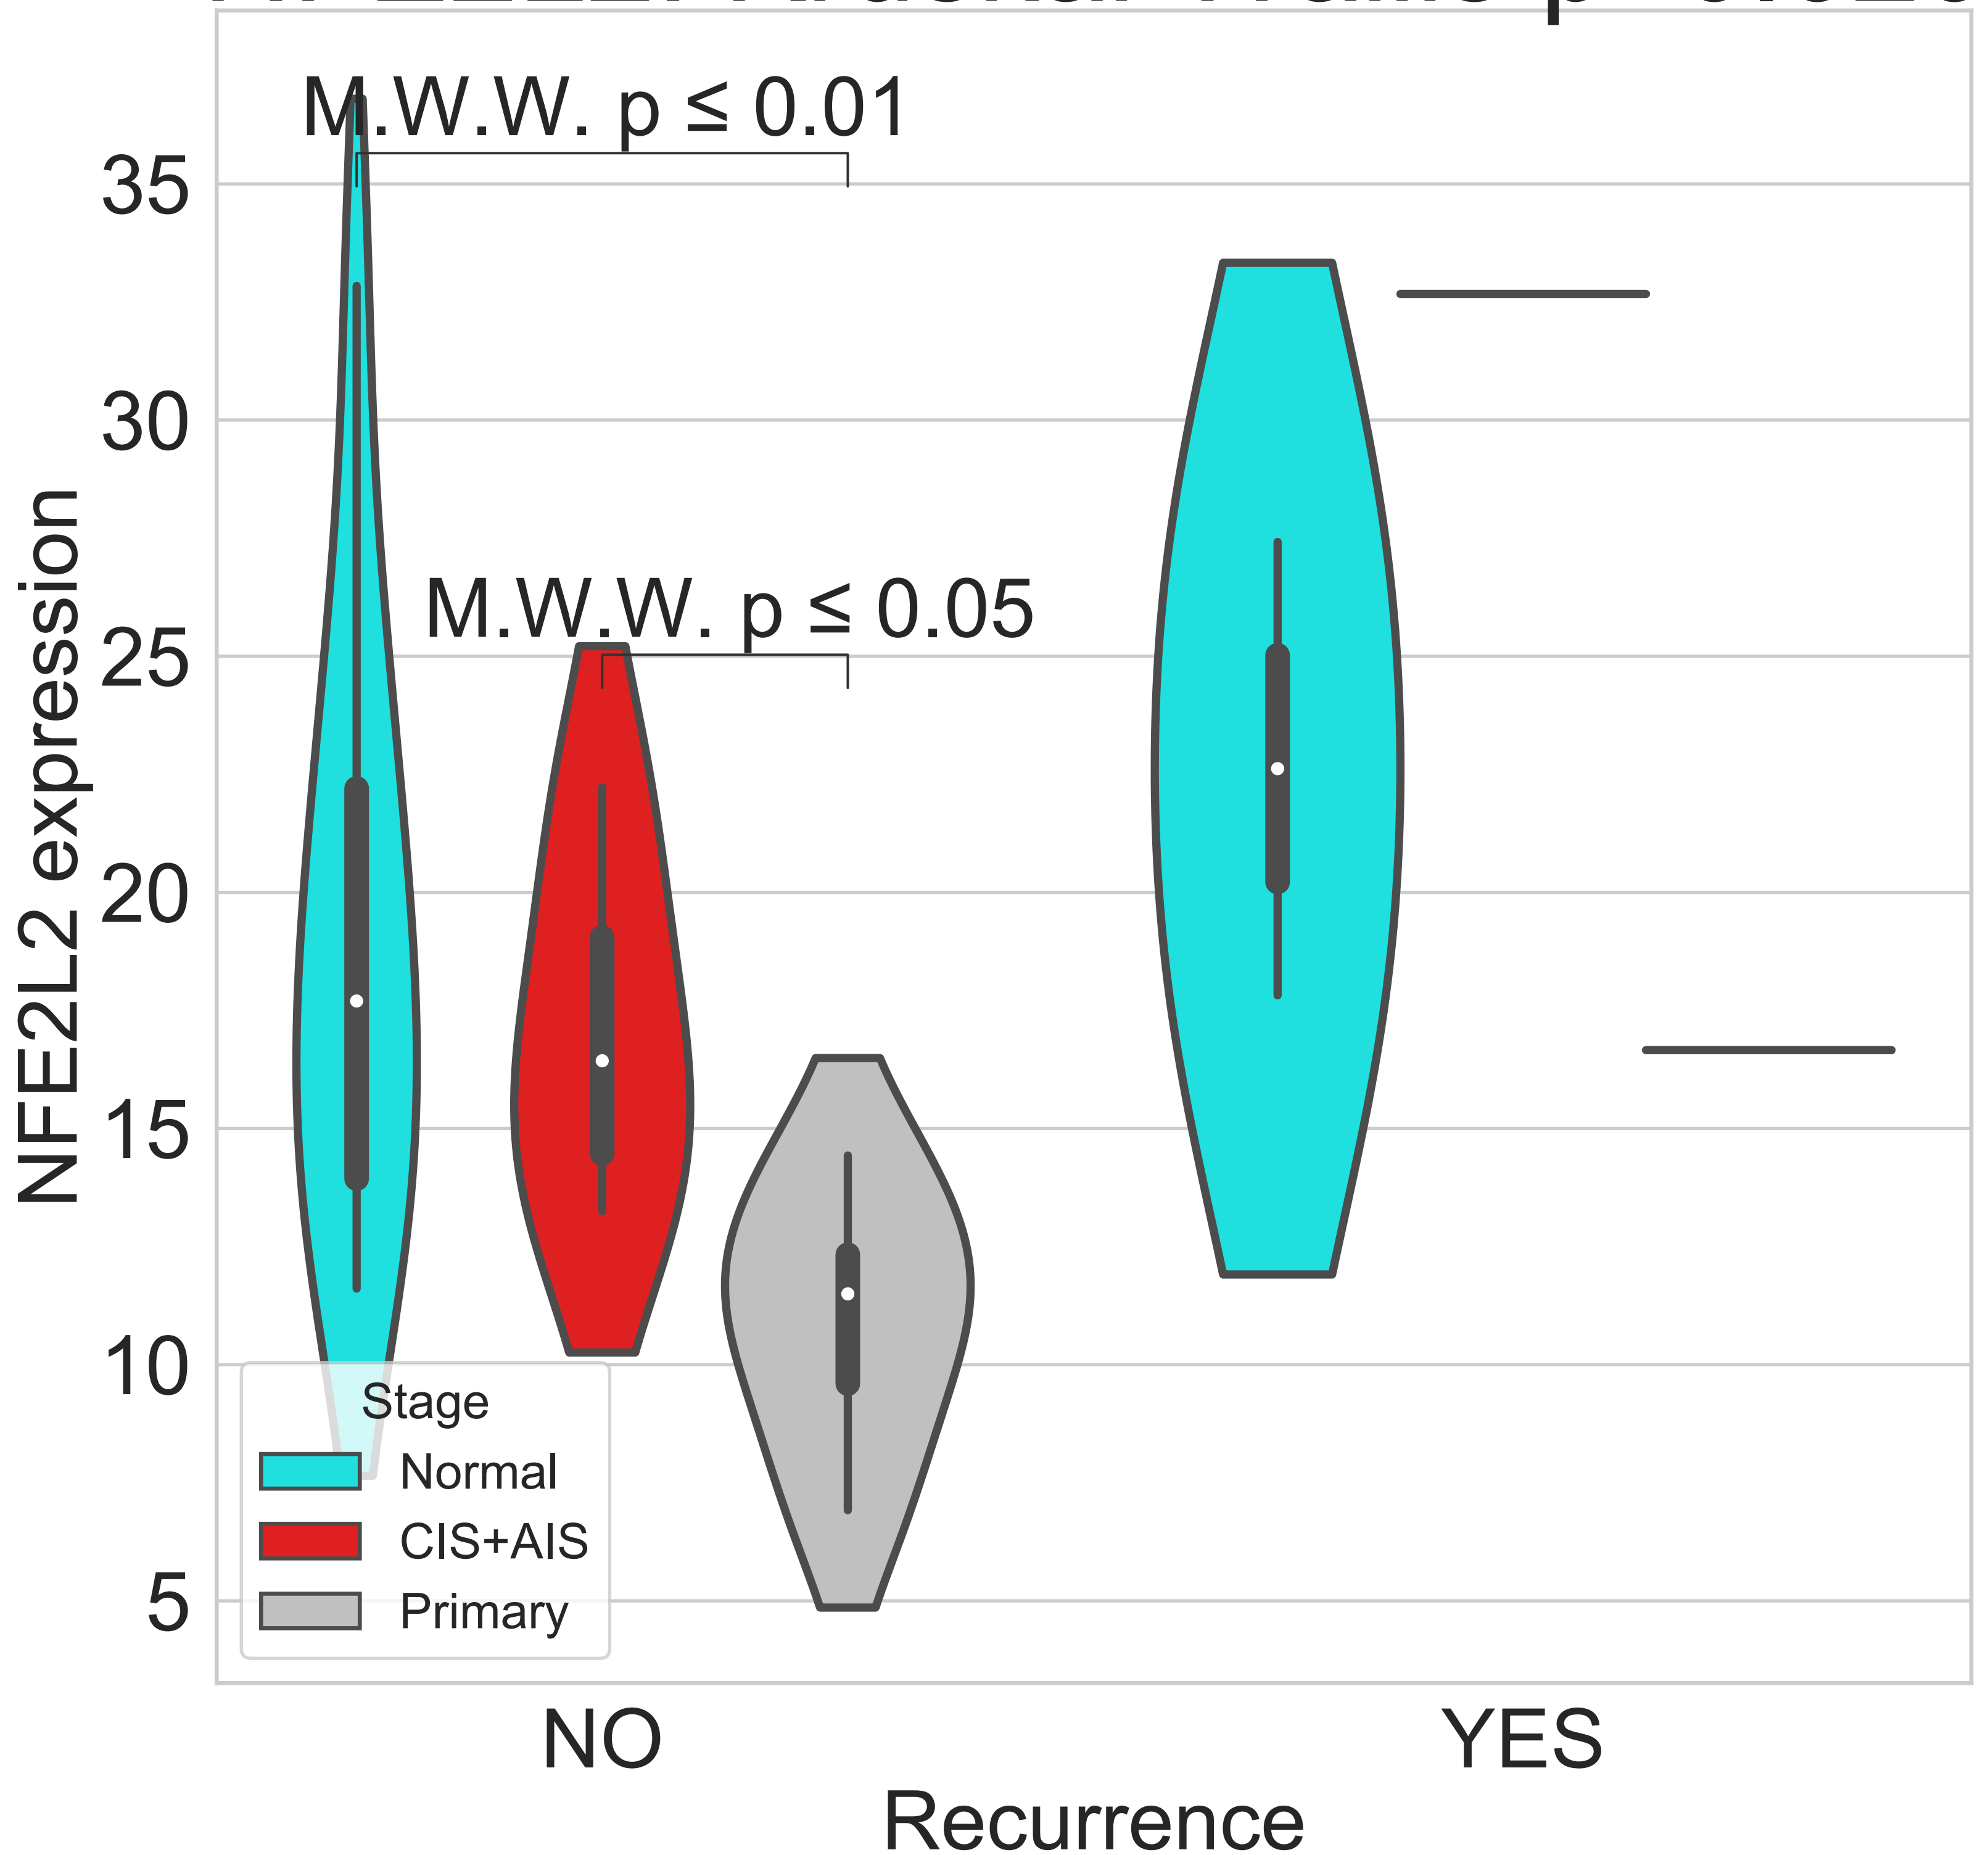 M.W.W. p ≤ 0.01
M.W.W. p ≤ 0.05
NFE2L2 expression
35
30
25
20
15
10
5
Stage
Normal
CIS+AIS
Primary
NO
YES
Recurrence